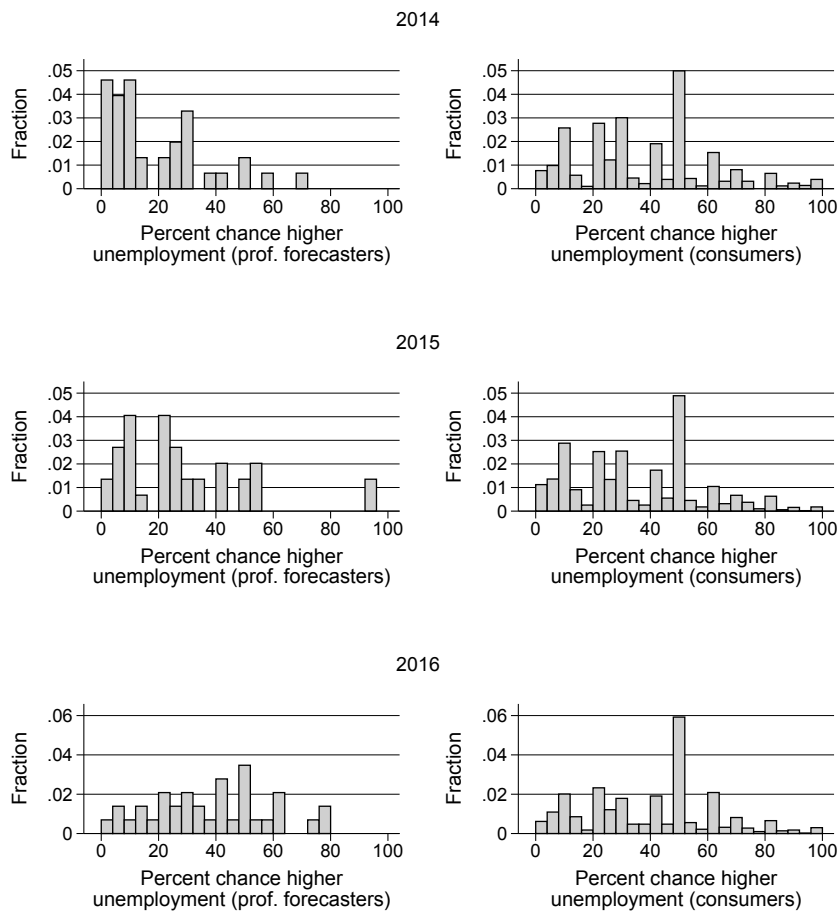 2014
Fraction
.05
.04
.03
.02
.01
0
0 20 40 60 80 100
Percent chance higher
unemployment (prof. forecasters)
Fraction
.05
.04
.03
.02
.01
0
0 20 40 60 80 100
Percent chance higher
unemployment (consumers)
2015
Fraction
.05
.04
.03
.02
.01
0
0 20 40 60 80 100
Percent chance higher
unemployment (prof. forecasters)
Fraction
.05
.04
.03
.02
.01
0
0 20 40 60 80 100
Percent chance higher
unemployment (consumers)
2016
Fraction
.06
.04
.02
0
0 20 40 60 80 100
Percent chance higher
unemployment (prof. forecasters)
Fraction
.06
.04
.02
0
0 20 40 60 80 100
Percent chance higher
unemployment (consumers)